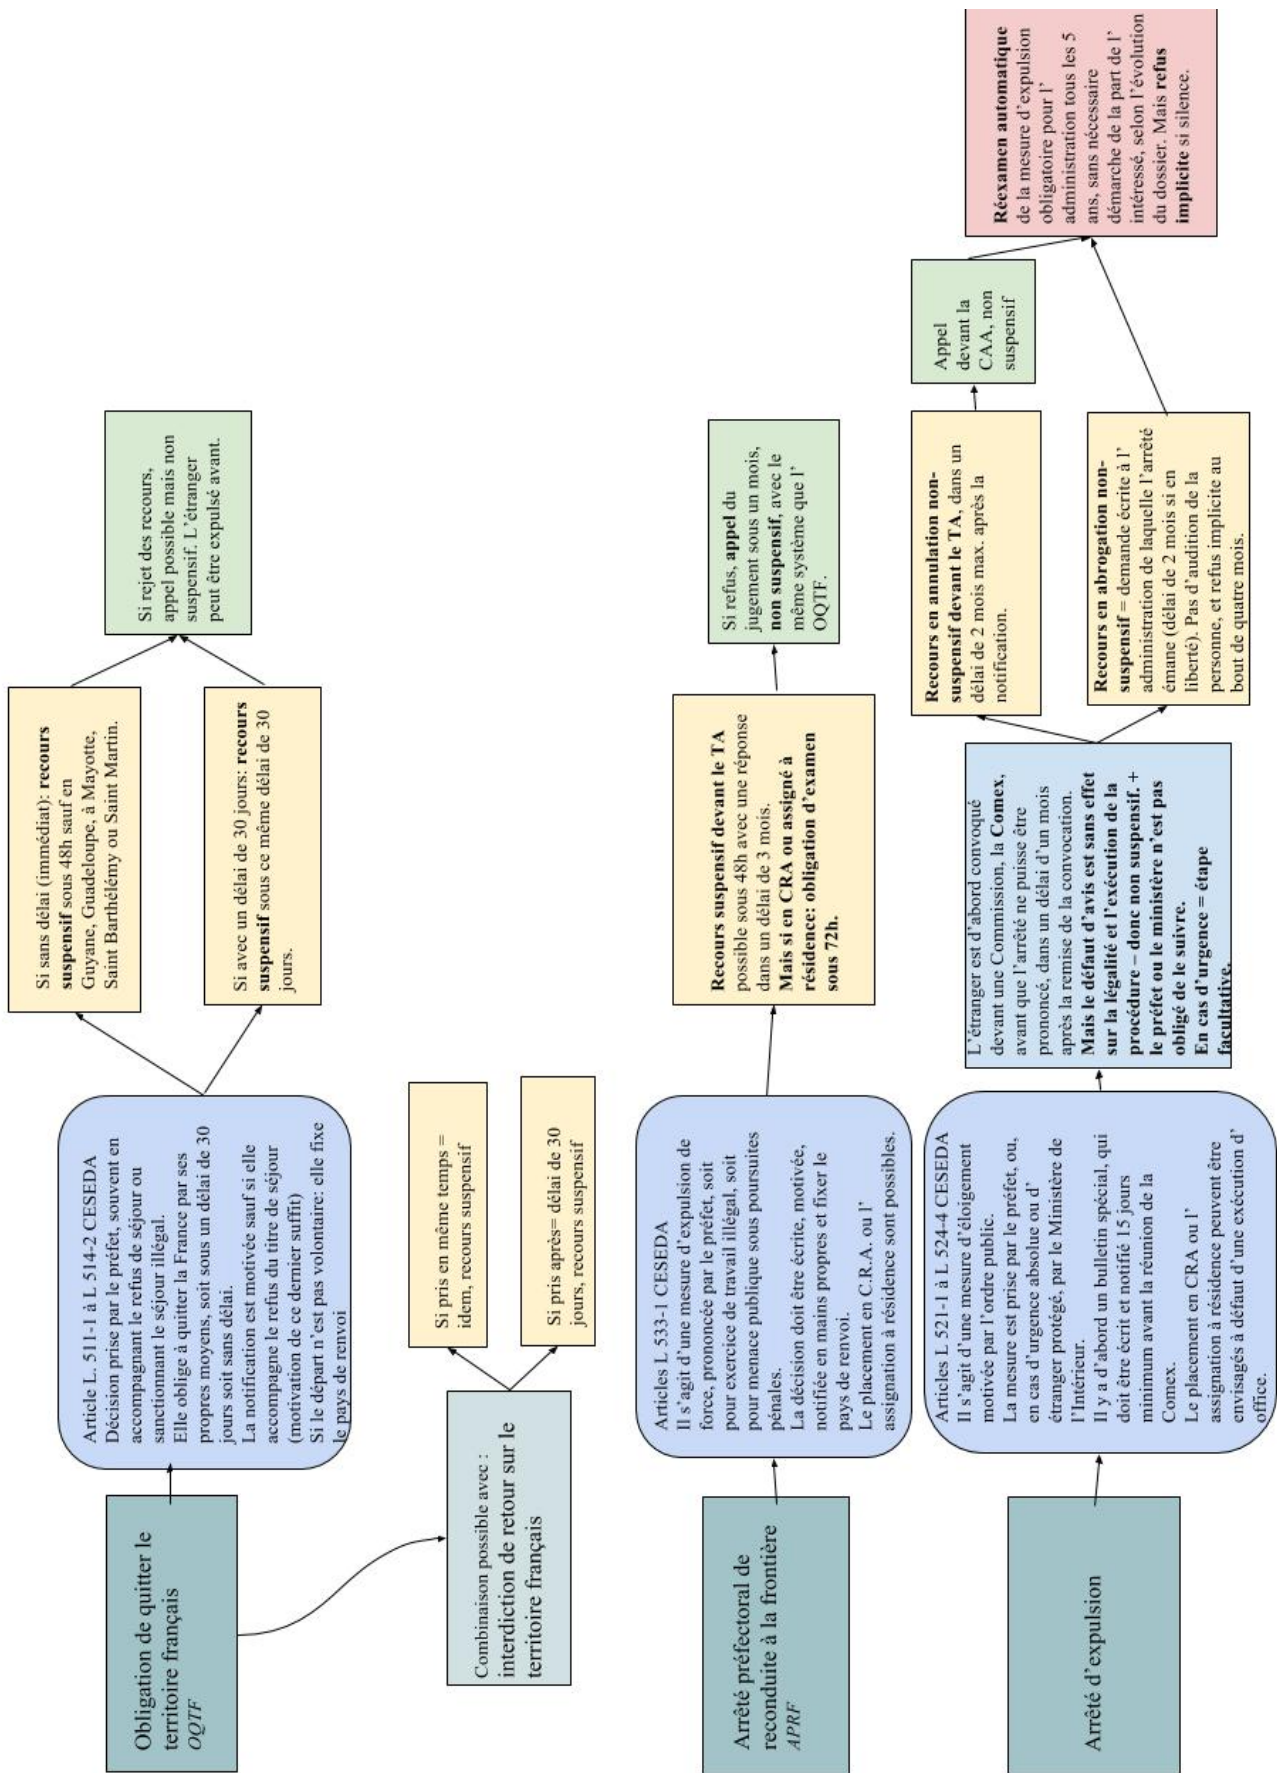 Obligation de quitter le
territoire français
OQTF
Article L. 511-1 à L 514-2 CESEDA
Décision prise par le préfet, souvent en
accompagnant le refus de séjour ou
sanctionnant le séjour illégal.
Elle oblige à quitter la France par ses
propres moyens, soit sous un délai de 30
jours soit sans délai.
La notification est motivée sauf si elle
accompagne le refus du titre de séjour
(motivation de ce dernier suffit)
Si le départ n'est pas volontaire: elle fixe
le pays de renvoi
Si sans délai (immédiat): recours
suspensif sous 48h sauf en
Guyane, Guadeloupe, à Mayotte,
Saint Barthélémy ou Saint Martin.
Si avec un délai de 30 jours: recours
suspensif sous ce même délai de 30
jours.
Si rejet des recours,
appel possible mais non
suspensif. L'étranger
peut être expulsé avant.
Combinaison possible avec :
interdiction de retour sur le
territoire français
Si pris en même temps =
idem, recours suspensif
Si pris après= délai de 30
jours, recours suspensif
Arrêté préfectoral de
reconduite à la frontière
APRF
Articles L 533-1 CESEDA
Il s'agit d'une mesure d'expulsion de
force, prononcée par le préfet, soit
pour exercice de travail illégal, soit
pour menace publique sous poursuites
pénales.
La décision doit être écrite, motivée,
notifiée en mains propres et fixer le
pays de renvoi.
Le placement en C.R.A. ou l'
assignation à résidence sont possibles.
Recours suspensif devant le TA
possible sous 48h avec une réponse
dans un délai de 3 mois.
Mais si en CRA ou assigné à
résidence: obligation d'examen
sous 72h.
Si refus, appel du
jugement sous un mois,
non suspensif, avec le
même système que l'
OQTF.
Arrêté d'expulsion
Articles L 521-1 à L 524-4 CESEDA
Il s'agit d'une mesure d'éloigement
motivée par l'ordre public.
La mesure est prise par le préfet, ou,
en cas d'urgence absolue ou d'
étranger protégé, par le Ministère de
l'Intérieur.
Il y a d'abord un bulletin spécial, qui
doit être écrit et notifié 15 jours
minimum avant la réunion de la
Comex.
Le placement en CRA ou l'
assignation à résidence peuvent être
envisagés à défaut d'une exécution d'
office.
L'étranger est d'abord convoqué
devant une Commission, la Comex,
avant que l'arrêté ne puisse être
prononcé, dans un délai d'un mois
après la remise de la convocation.
Mais le défaut d'avis est sans effet
sur la légalité et l'exécution de la
procédure – donc non suspensif. +
le préfet ou le ministère n'est pas
obligé de le suivre.
En cas d'urgence = étape
facultative.
Recours en annulation non-
suspensif devant le TA, dans un
délai de 2 mois max. après la
notification.
Recours en abrogation non-
suspensif = demande écrite à l'
administration de laquelle l'arrêté
émane (délai de 2 mois si en
liberté). Pas d'audition de la
personne, et refus implicite au
bout de quatre mois.
Appel
devant la
CAA, non
suspensif
Réexamen automatique
de la mesure d'expulsion
obligatoire pour l'
administration tous les 5
ans, sans nécessaire
démarche de la part de l'
intéressé, selon l'évolution
du dossier. Mais refus
implicite si silence.